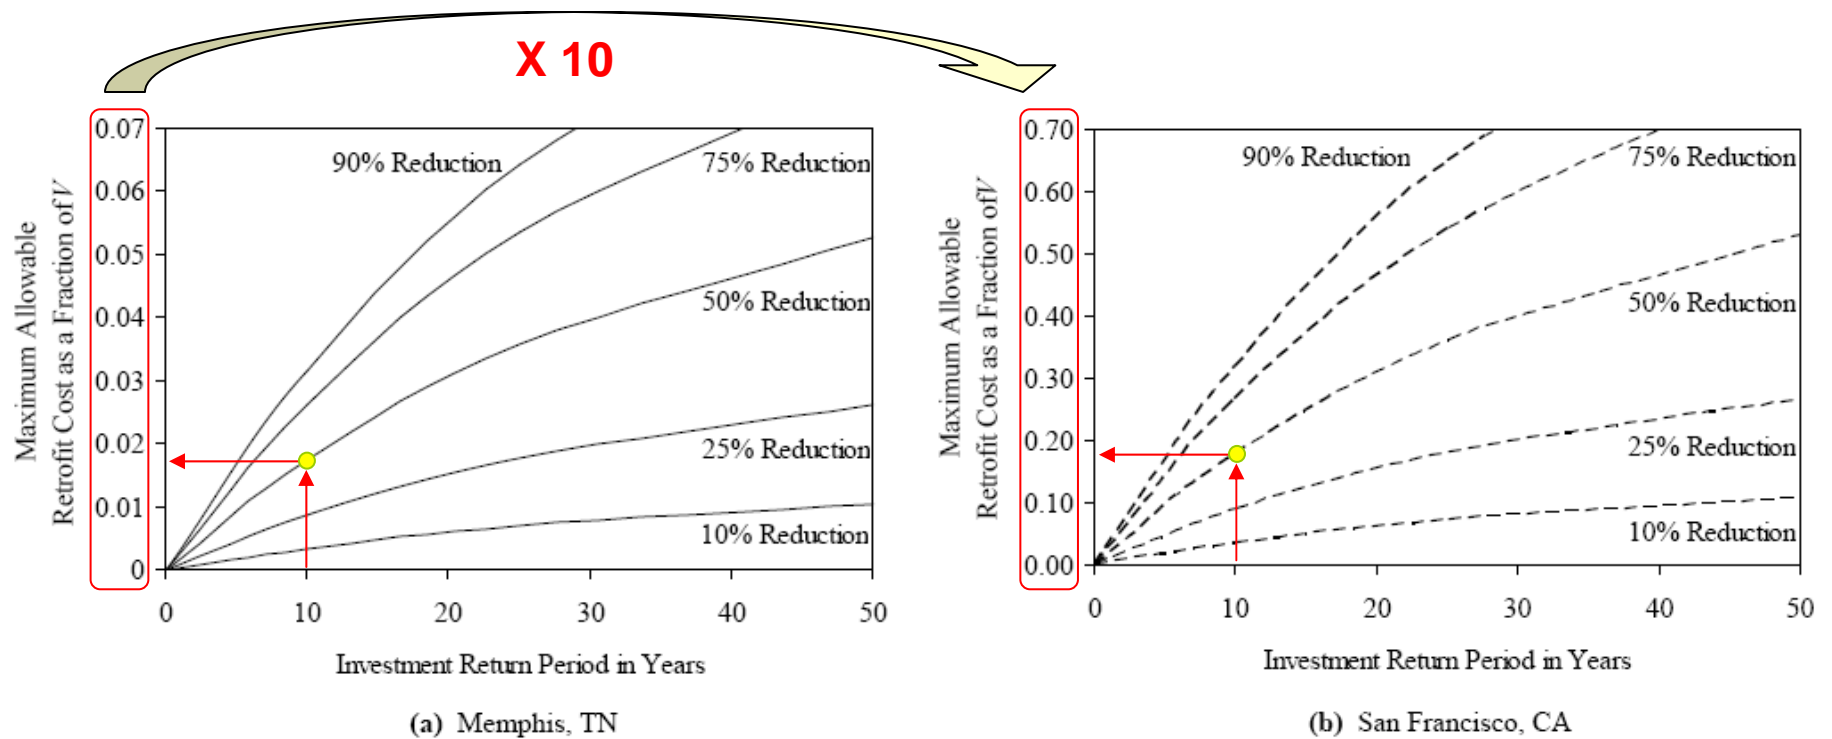 X 10
0.07
0.06
0.05
0.04
0.03
0.02
0.01
0
Maximum Allowable
Retrofit Cost as a Fraction of V
90% Reduction
75% Reduction
50% Reduction
25% Reduction
10% Reduction
0 10 20 30 40 50
Investment Return Period in Years
(a) Memphis, TN
0.70
0.60
0.50
0.40
0.30
0.20
0.10
0.00
Maximum Allowable
Retrofit Cost as a Fraction of V
90% Reduction
75% Reduction
50% Reduction
25% Reduction
10% Reduction
0 10 20 30 40 50
Investment Return Period in Years
(b) San Francisco, CA